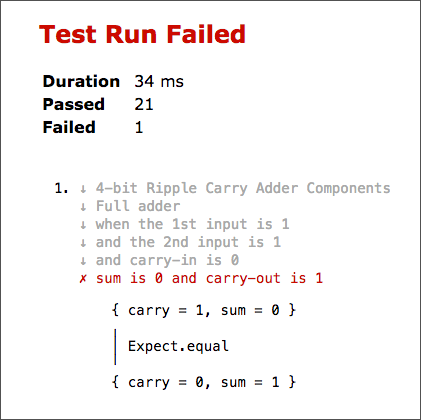 Test Run Failed
Duration 34 ms
Passed 21
Failed 1
1. ↓ 4-bit Ripple Carry Adder Components
↓ Full adder
↓ when the 1st input is 1
↓ and the 2nd input is 1
↓ and carry-in is 0
✗ sum is 0 and carry-out is 1
{ carry = 1, sum = 0 }
Expect.equal
{ carry = 0, sum = 1 }